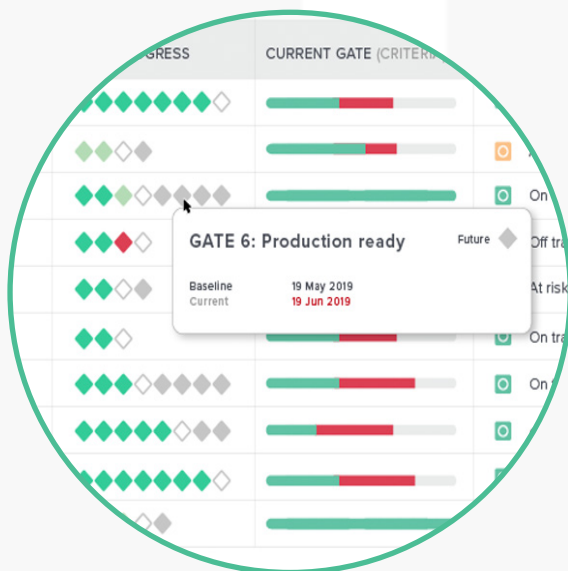 GRESS
CURRENT GATE (CRITERIA
On
GATE 6: Production ready
Future
Off tra
Baseline 19 May 2019
Current 19 Jun 2019
At risk
On tra
On